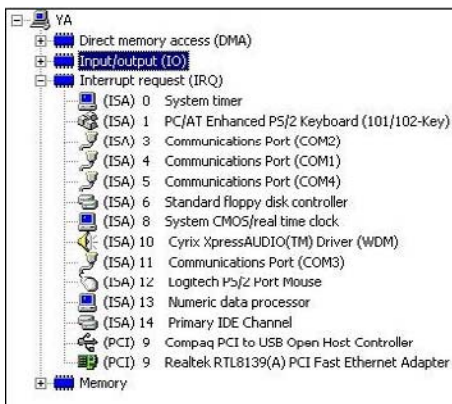 YA
Direct memory access (DMA)
Input/output (IO)
Interrupt request (IRQ)
(ISA) 0 System timer
(ISA) 1 PC/AT Enhanced PS/2 Keyboard (101/102-Key)
(ISA) 3 Communications Port (COM2)
(ISA) 4 Communications Port (COM1)
(ISA) 5 Communications Port (COM4)
(ISA) 6 Standard floppy disk controller
(ISA) 8 System CMOS/real time clock
(ISA) 10 Cyrix XpressAUDIO(TM) Driver (WDM)
(ISA) 11 Communications Port (COM3)
(ISA) 12 Logitech PS/2 Port Mouse
(ISA) 13 Numeric data processor
(ISA) 14 Primary IDE Channel
(PCI) 9 Compaq PCI to USB Open Host Controller
(PCI) 9 Realtek RTL8139(A) PCI Fast Ethernet Adapter
Memory